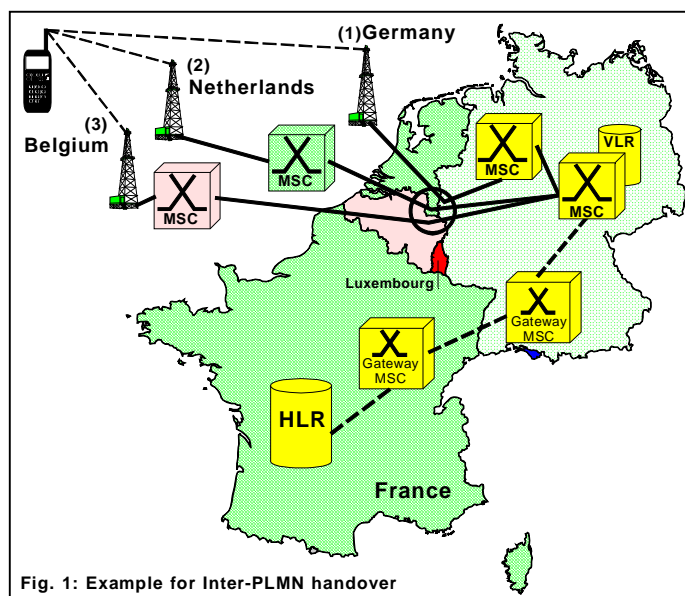 (1) Germany
(2)
Netherlands
(3)
Belgium
MSC
MSC
MSC
VLR
MSC
Luxembourg
Gateway
MSC
Gateway
MSC
HLR
France
Fig. 1: Example for Inter-PLMN handover